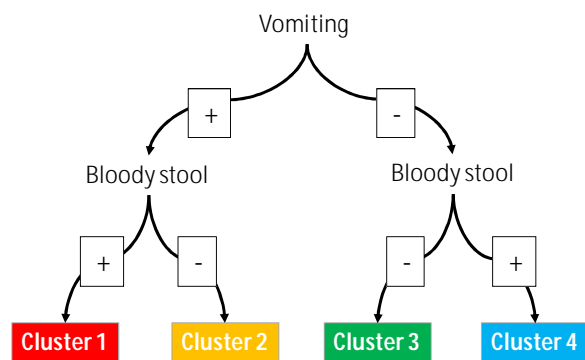 Vomiting
+ -
Bloody stool Bloody stool
+ - - +
Cluster 1 Cluster 2 Cluster 3 Cluster 4